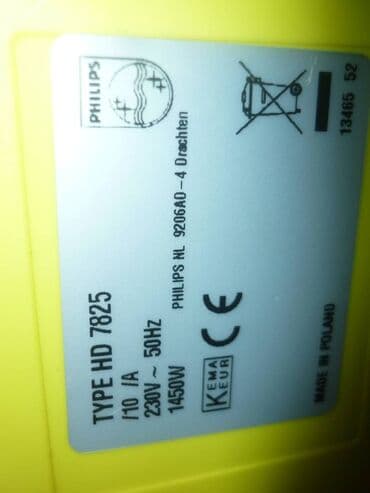 PHILIPS
TYPE HD 7825
/10 /A
230V ~ 50Hz
1450W
PHILIPS NL 9206AD-4 Drachten
KEMA
KEUR
CE
13465 52
MADE IN POLAND